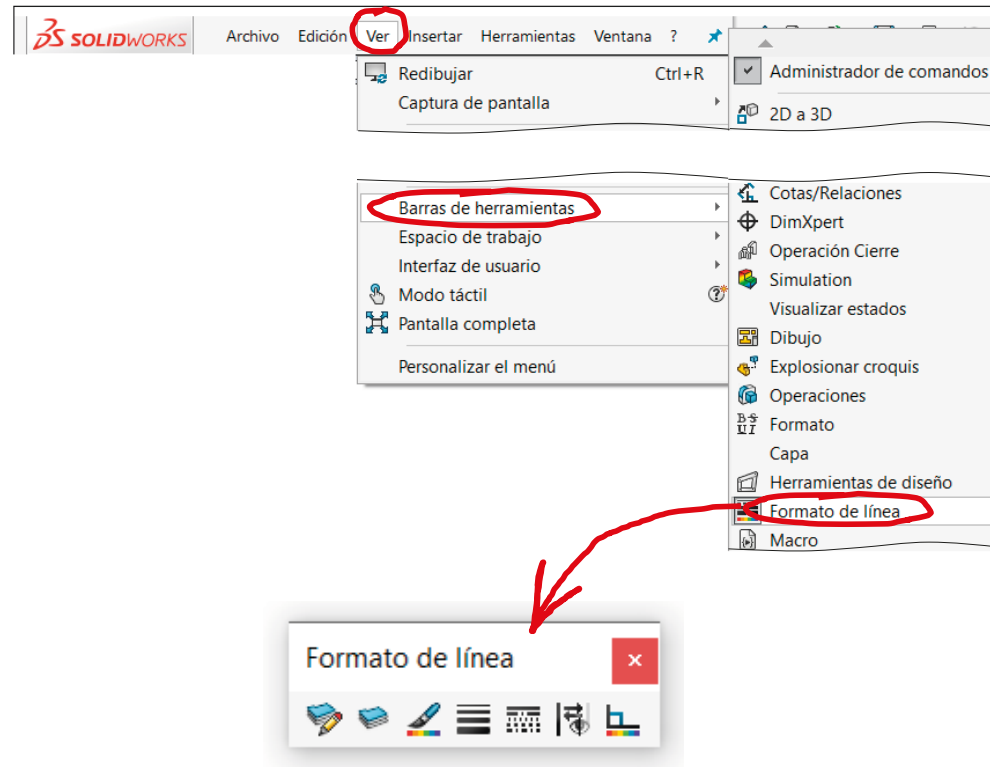 SOLIDWORKS Archivo Edición Ver Insertar Herramientas Ventana ?
Redibujar Ctrl+R
Captura de pantalla
Barras de herramientas
Espacio de trabajo
Interfaz de usuario
Modo táctil
Pantalla completa
Personalizar el menú
Administrador de comandos
2D a 3D
Cotas/Relaciones
DimXpert
Operación Cierre
Simulation
Visualizar estados
Dibujo
Explosionar croquis
Operaciones
Formato
Capa
Herramientas de diseño
Formato de línea
Macro
Formato de línea